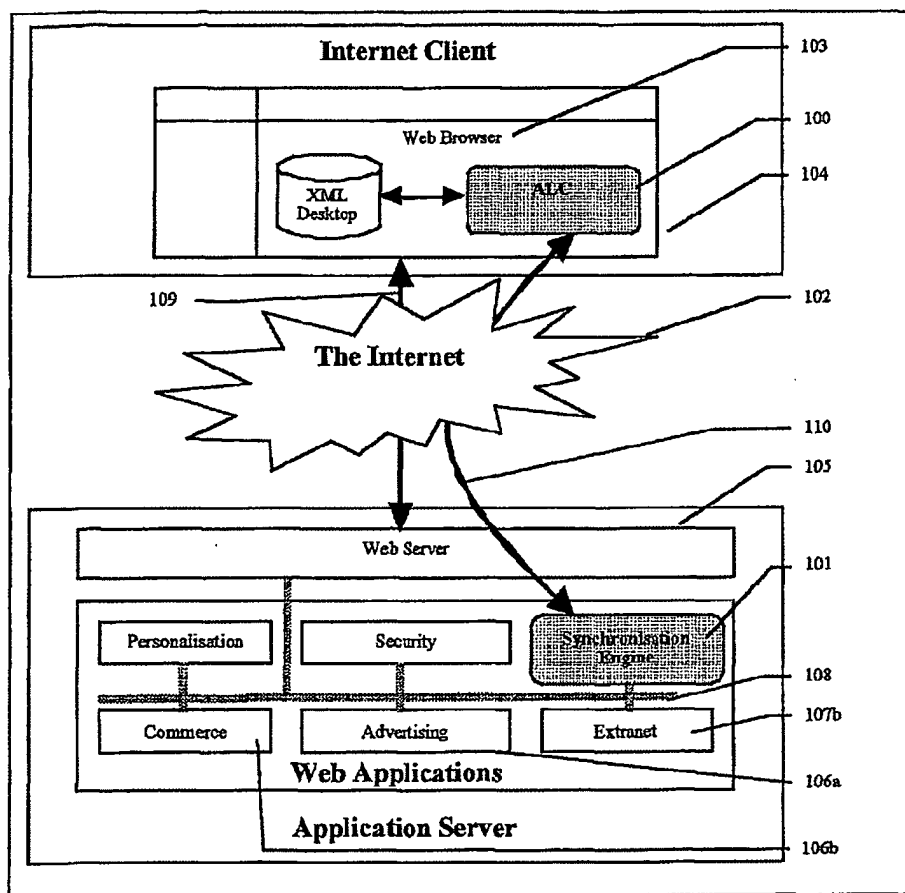 Internet Client
103
100
Web Browser
XML
Desktop
ALC
104
109
102
The Internet
110
105
Web Server
101
Personalisation
Security
Synchronisation
Engine
108
Commerce
Advertising
Extranet
107b
Web Applications
106a
Application Server
106b